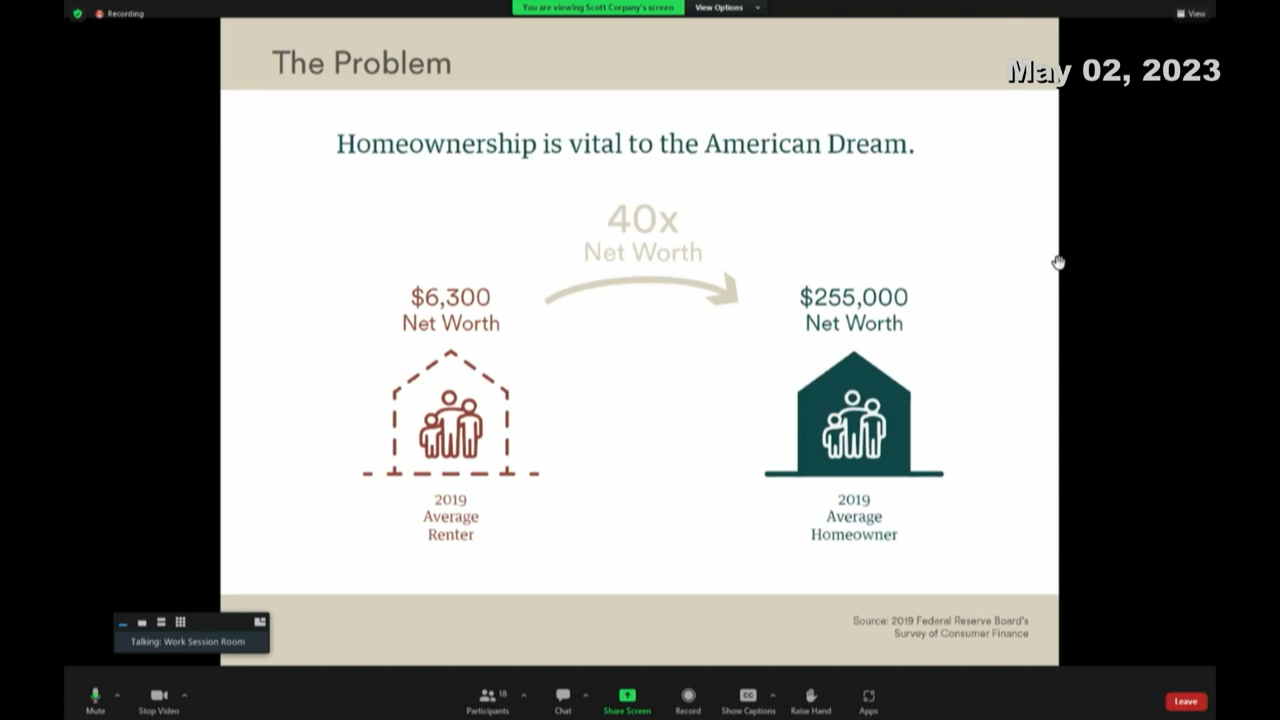 Recording
You are viewing Scott Corpany's screen
View Options
View
The Problem
May 02, 2023
Homeownership is vital to the American Dream.
40x
Net Worth
$6,300
Net Worth
$255,000
Net Worth
2019
Average
Renter
2019
Average
Homeowner
Source: 2019 Federal Reserve Board's
Survey of Consumer Finance
Talking: Work Session Room
Mute
Stop Video
18
Participants
Chat
Share Screen
Record
CC
Show Captions
Raise Hand
Apps
Leave